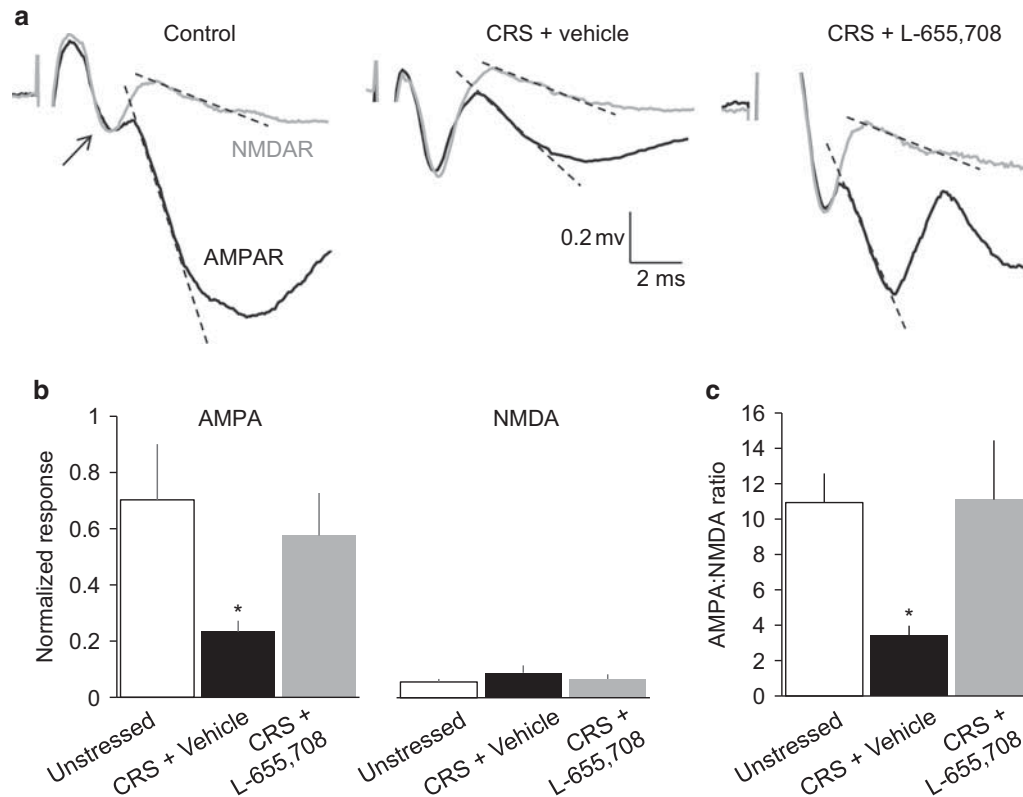 a
Control
CRS + vehicle
CRS + L-655,708
NMDAR
AMPAR
0.2 mv
2 ms
b
AMPA
NMDA
Normalized response
1
0.8
0.6
0.4
0.2
0
Unstressed
CRS + Vehicle
CRS +
L-655,708
Unstressed
CRS + Vehicle
CRS +
L-655,708
*
c
AMPA:NMDA ratio
16
14
12
10
8
6
4
2
0
*
Unstressed
CRS + Vehicle
CRS +
L-655,708